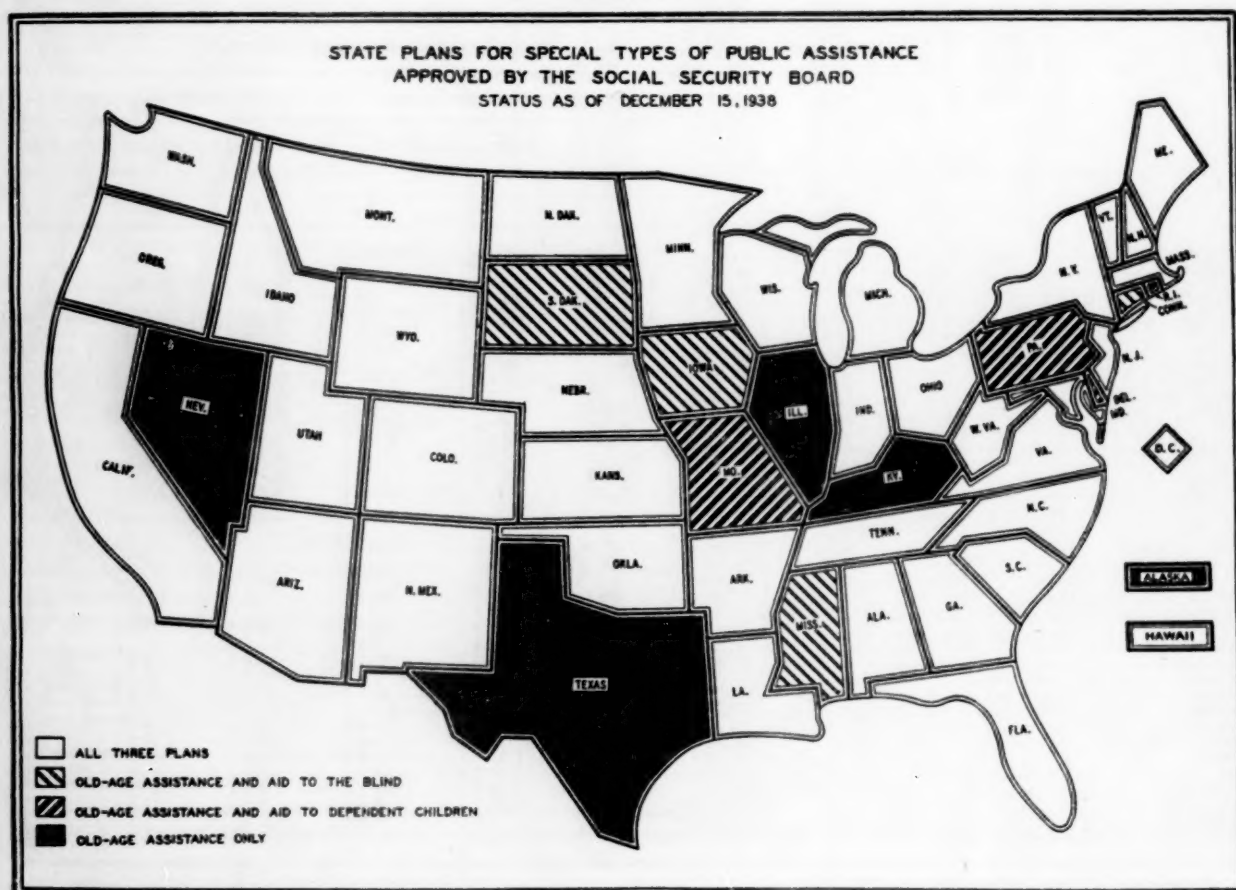 STATE PLANS FOR SPECIAL TYPES OF PUBLIC ASSISTANCE
APPROVED BY THE SOCIAL SECURITY BOARD
STATUS AS OF DECEMBER 15, 1938
WASH.
MONT.
N. DAK.
MINN.
ME.
VT.
N.H.
OREG.
IDAHO
S. DAK.
WIS.
MICH.
N.Y.
MASS.
R.I.
CONN.
WYO.
IOWA
PA.
N.J.
NEV.
NEBR.
ILL.
IND.
OHIO
DEL.
MD.
UTAH
COLO.
W. VA.
VA.
D.C.
CALIF.
KANS.
MO.
KY.
N.C.
TENN.
ARIZ.
N. MEX.
OKLA.
ARK.
S.C.
ALASKA
MISS.
ALA.
GA.
HAWAII
TEXAS
LA.
FLA.
ALL THREE PLANS
OLD-AGE ASSISTANCE AND AID TO THE BLIND
OLD-AGE ASSISTANCE AND AID TO DEPENDENT CHILDREN
OLD-AGE ASSISTANCE ONLY